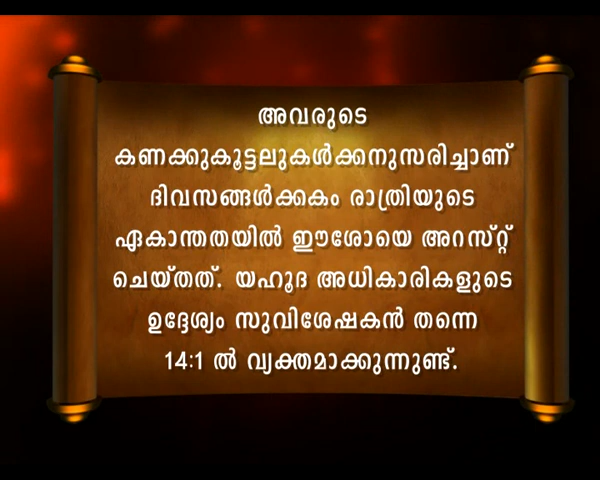 അവരുടെ
കണക്കുകൂട്ടലുകൾക്കനുസരിച്ചാണ്
ദിവസങ്ങൾക്കകം രാത്രിയുടെ
ഏകാന്തതയിൽ ഈശോയെ അറസ്റ്റ്
ചെയ്തത്. യഹൂദ അധികാരികളുടെ
ഉദ്ദേശ്യം സുവിശേഷകൻ തന്നെ
14:1 ൽ വ്യക്തമാക്കുന്നുണ്ട്.